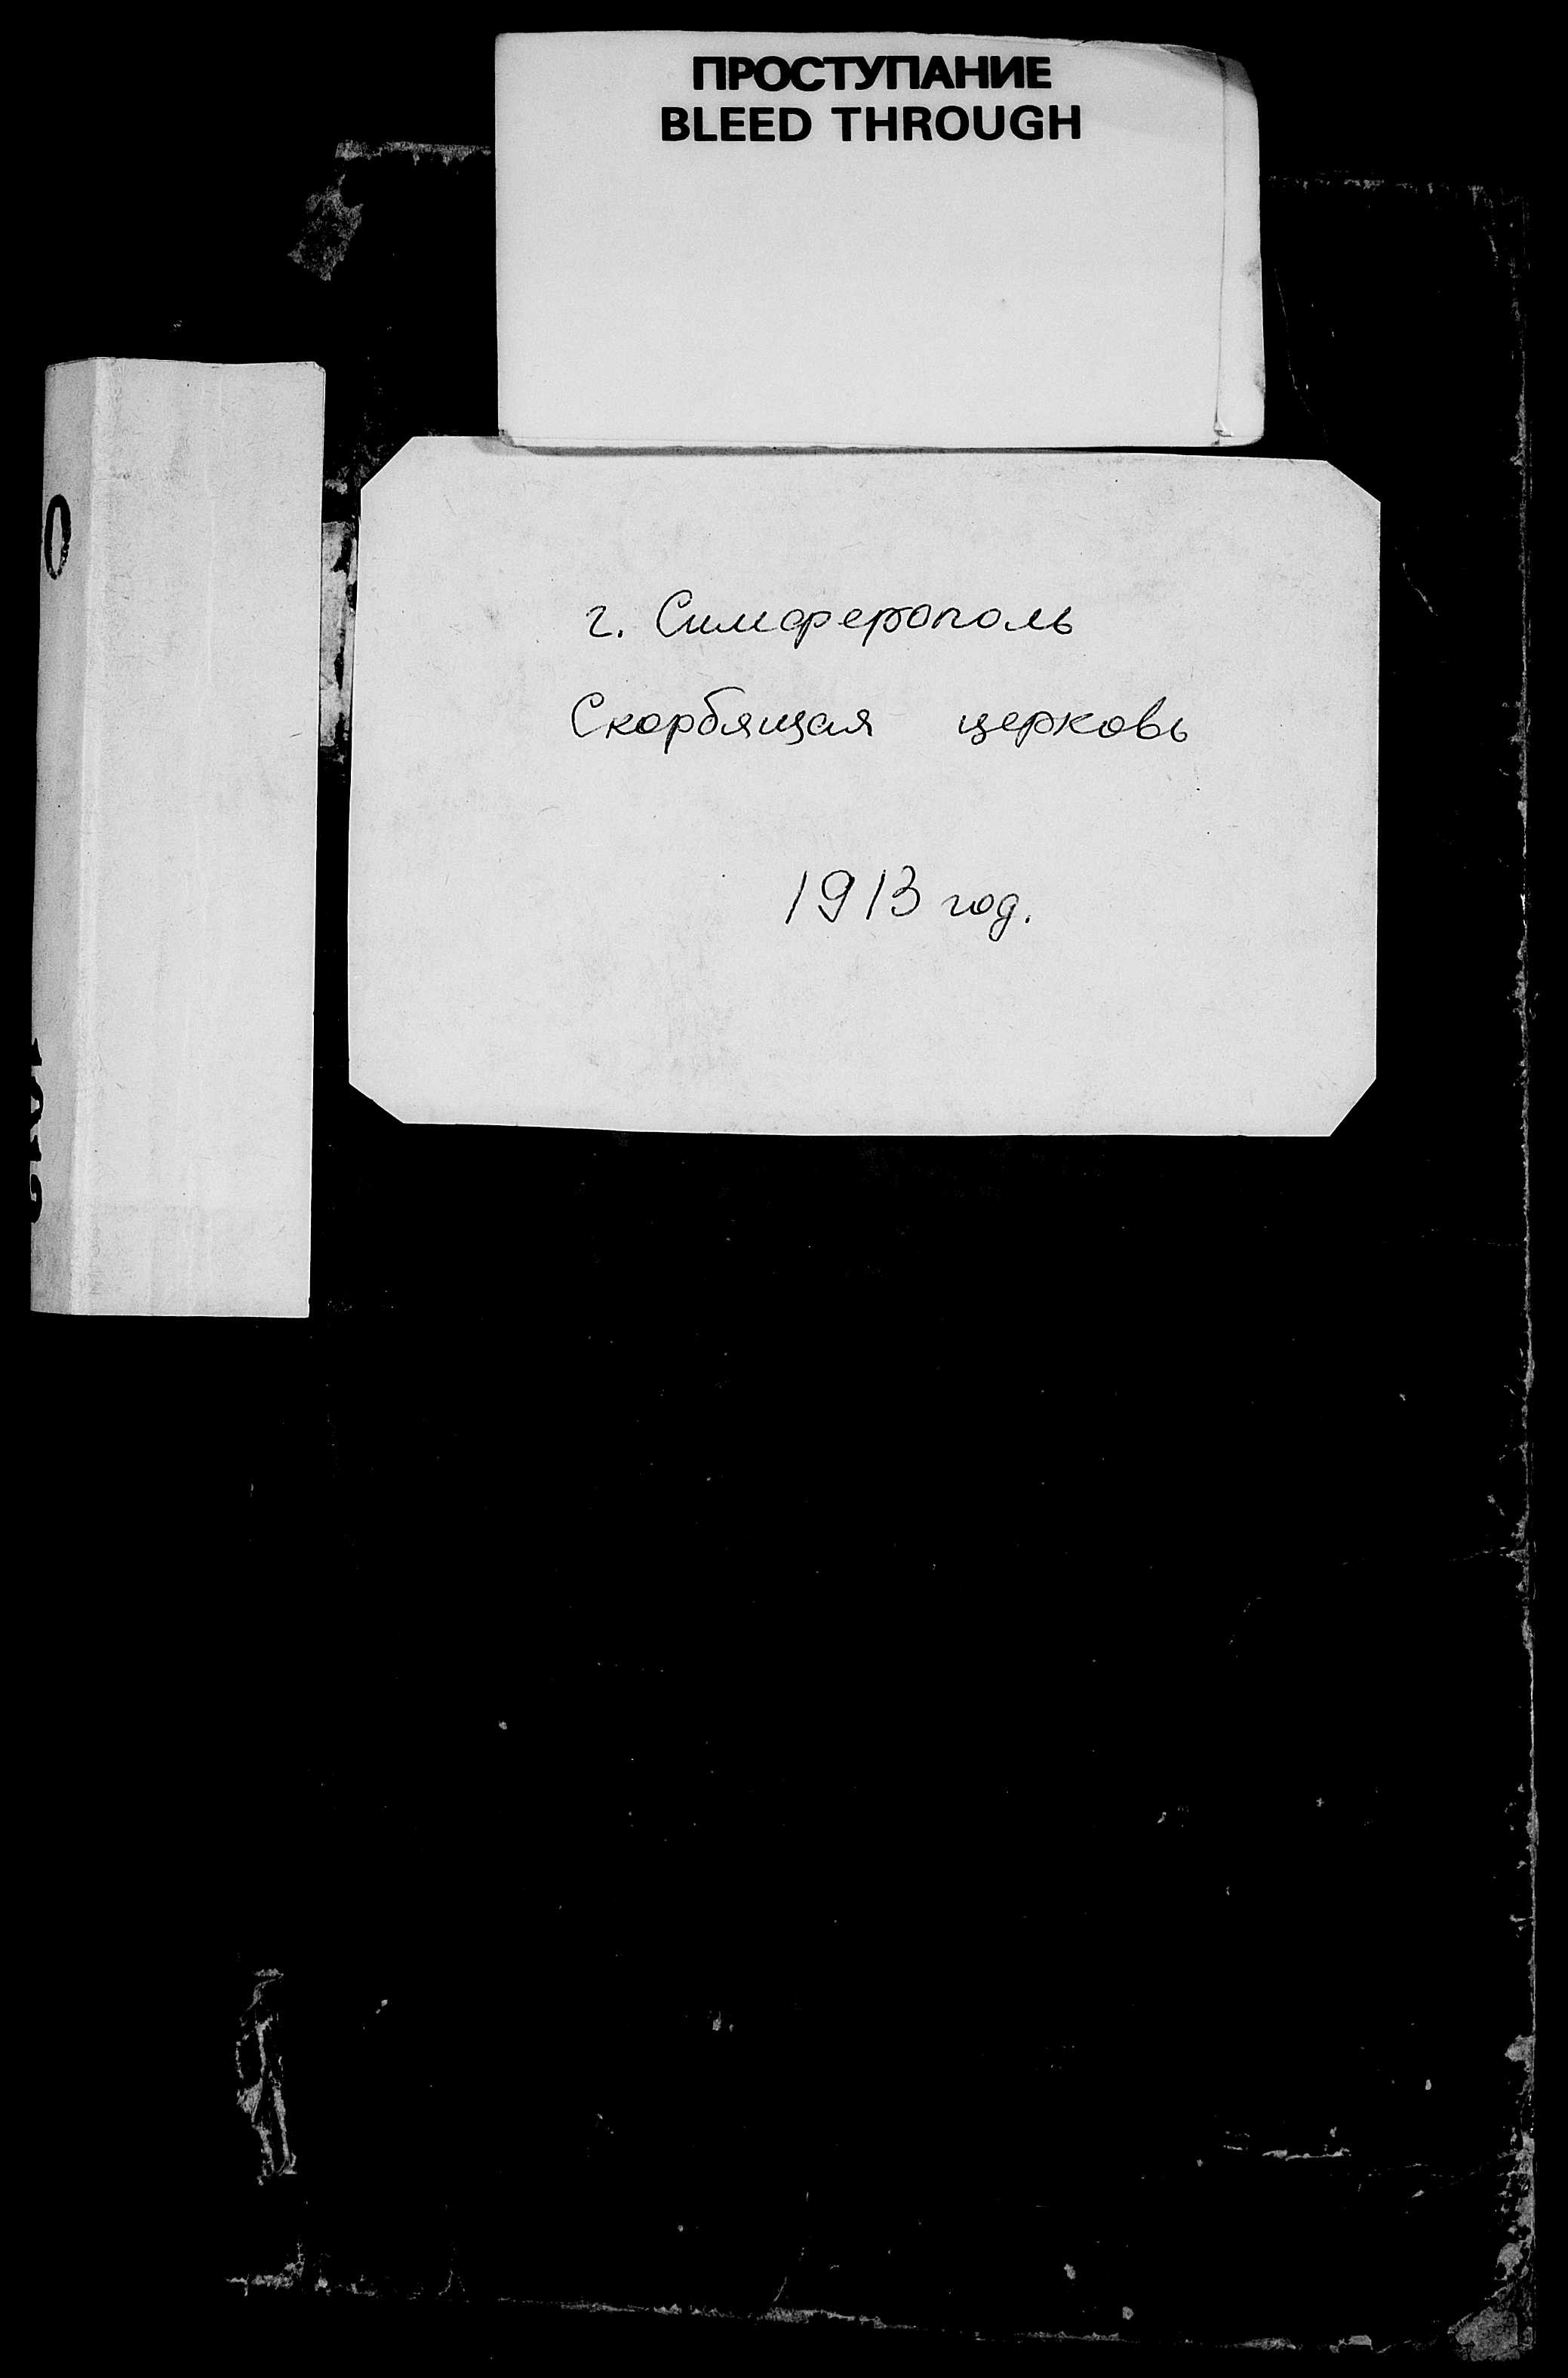 ПРОСТУПАНИЕ
BLEED THROUGH
г. Симферополь
Скорбящая церковь
1913 год.